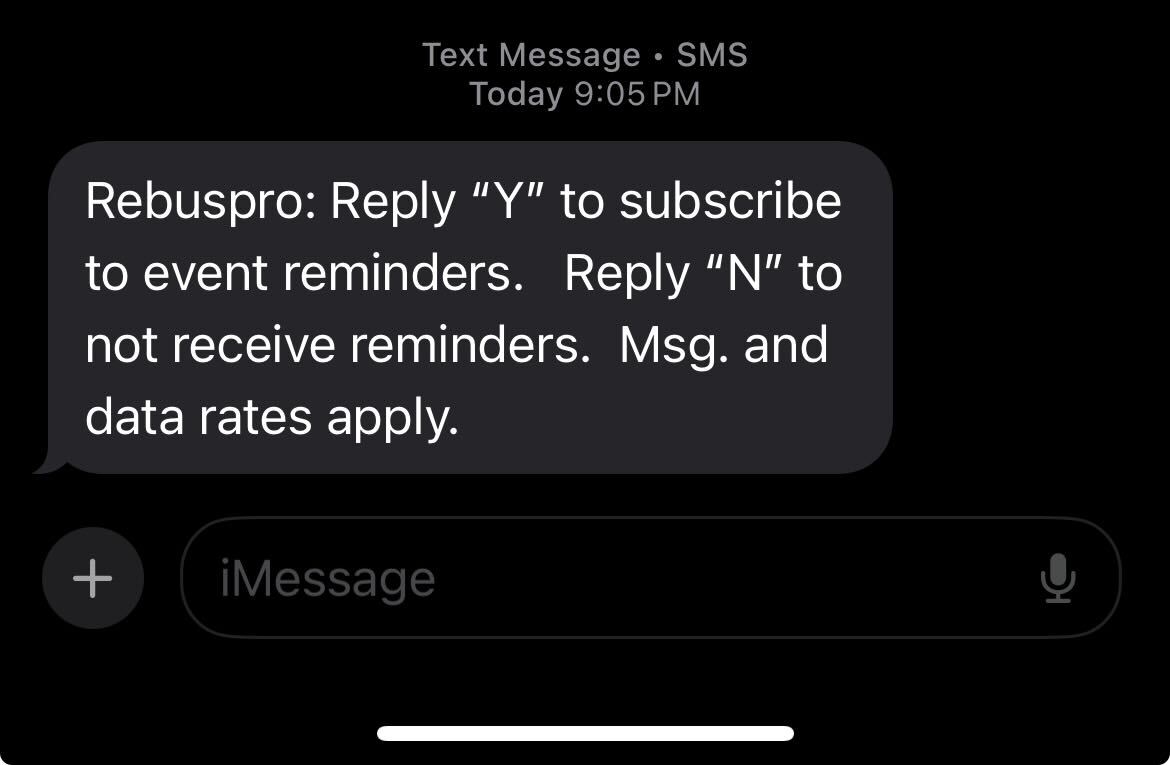 Text Message • SMS
Today 9:05 PM
Rebuspro: Reply “Y” to subscribe
to event reminders.   Reply “N” to
not receive reminders.  Msg. and
data rates apply.
iMessage